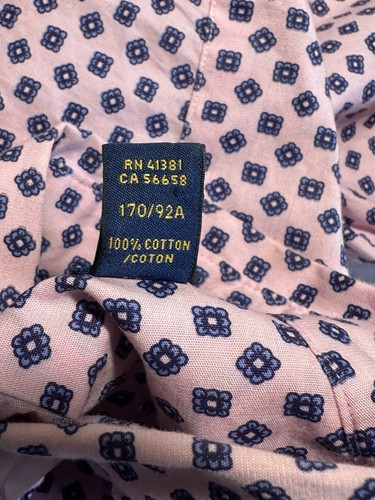 RN 41381
CA 56658
170/92A
100% COTTON
/COTON